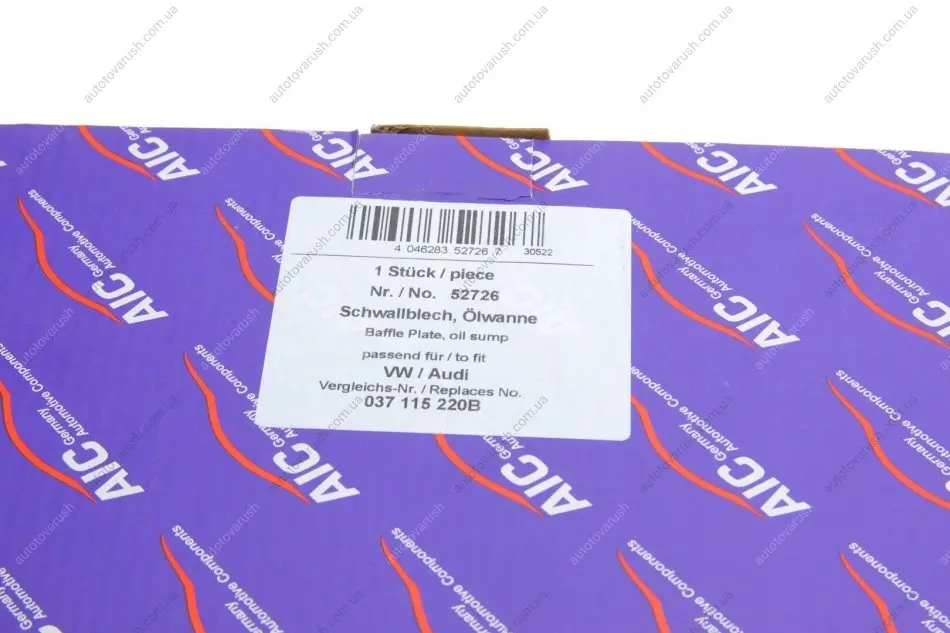 4 046283 52726 7 30522
1 Stück / piece
Nr. / No. 52726
Schwallblech, Ölwanne
Baffle Plate, oil sump
passend für / to fit
VW / Audi
Vergleichs-Nr. / Replaces No.
037 115 220B
AIC Germany
Automotive Components
autotovarush.com.ua